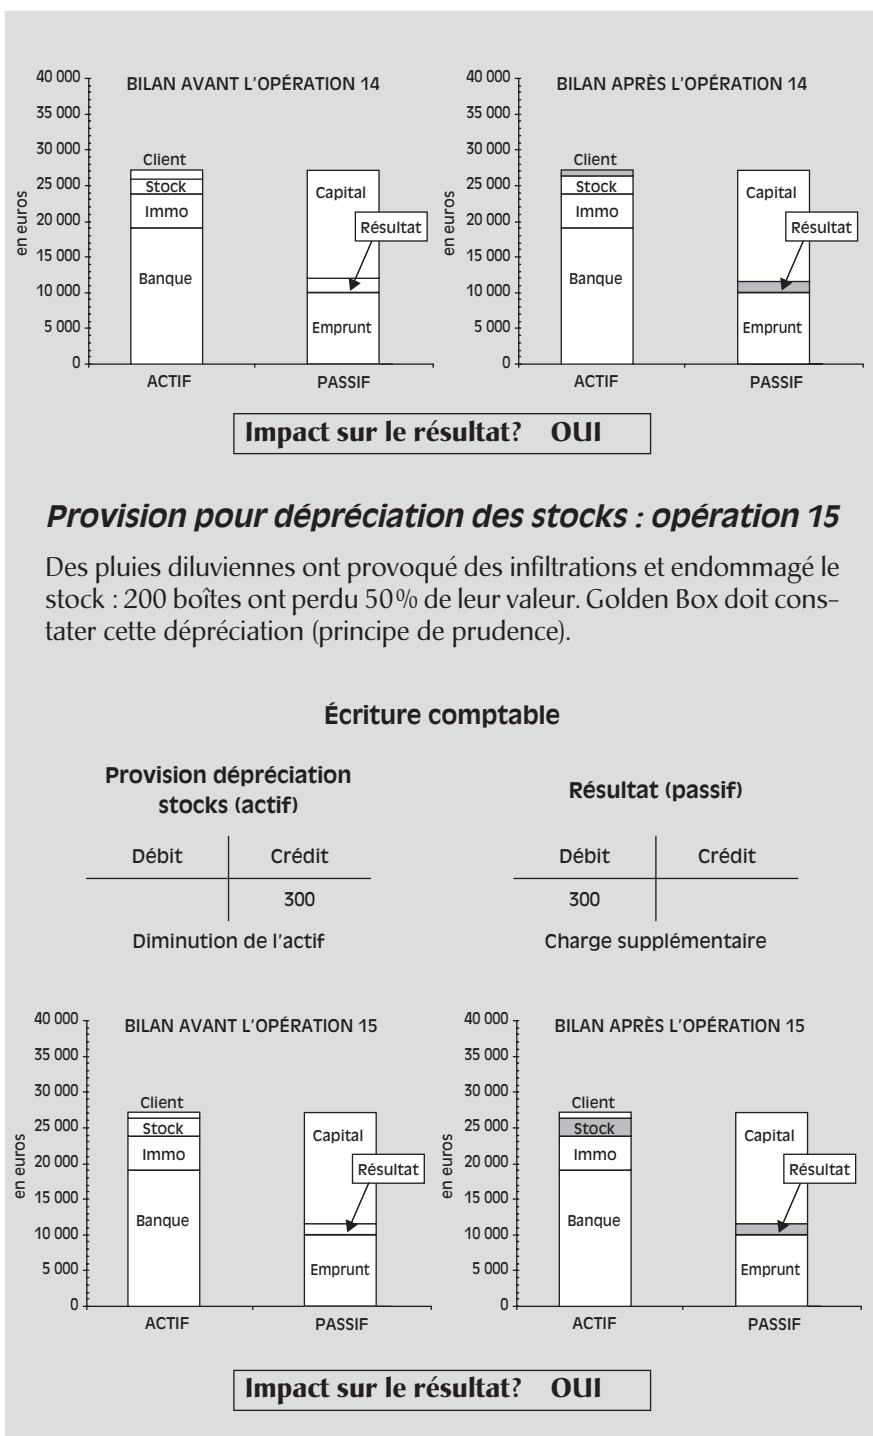 BILAN AVANT L'OPÉRATION 14
40 000
35 000
30 000
25 000
20 000
15 000
10 000
5 000
0
en euros
Client
Stock
Immo
Banque
Capital
Résultat
Emprunt
ACTIF
PASSIF
BILAN APRÈS L'OPÉRATION 14
40 000
35 000
30 000
25 000
20 000
15 000
10 000
5 000
0
en euros
Client
Stock
Immo
Banque
Capital
Résultat
Emprunt
ACTIF
PASSIF
Impact sur le résultat? OUI
Provision pour dépréciation des stocks : opération 15
Des pluies diluviennes ont provoqué des infiltrations et endommagé le
stock : 200 boîtes ont perdu 50% de leur valeur. Golden Box doit cons-
tater cette dépréciation (principe de prudence).
Écriture comptable
Provision dépréciation
stocks (actif)
Débit Crédit
300
Diminution de l'actif
Résultat (passif)
Débit Crédit
300
Charge supplémentaire
BILAN AVANT L'OPÉRATION 15
40 000
35 000
30 000
25 000
20 000
15 000
10 000
5 000
0
en euros
Client
Stock
Immo
Banque
Capital
Résultat
Emprunt
ACTIF
PASSIF
BILAN APRÈS L'OPÉRATION 15
40 000
35 000
30 000
25 000
20 000
15 000
10 000
5 000
0
en euros
Client
Stock
Immo
Banque
Capital
Résultat
Emprunt
ACTIF
PASSIF
Impact sur le résultat? OUI